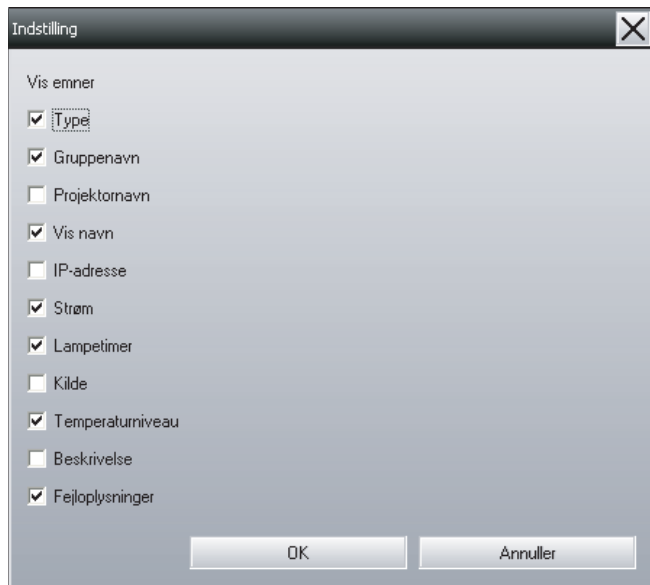 Indstilling
Vis emner
Type
Gruppenavn
Projektornavn
Vis navn
IP-adresse
Strøm
Lampetimer
Kilde
Temperaturniveau
Beskrivelse
Fejloplysninger
OK Annuller